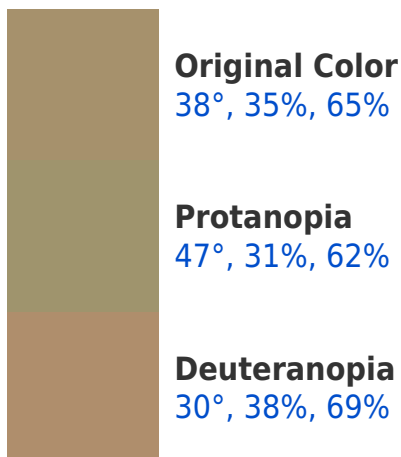 Original Color
38°, 35%, 65%
Protanopia
47°, 31%, 62%
Deuteranopia
30°, 38%, 69%